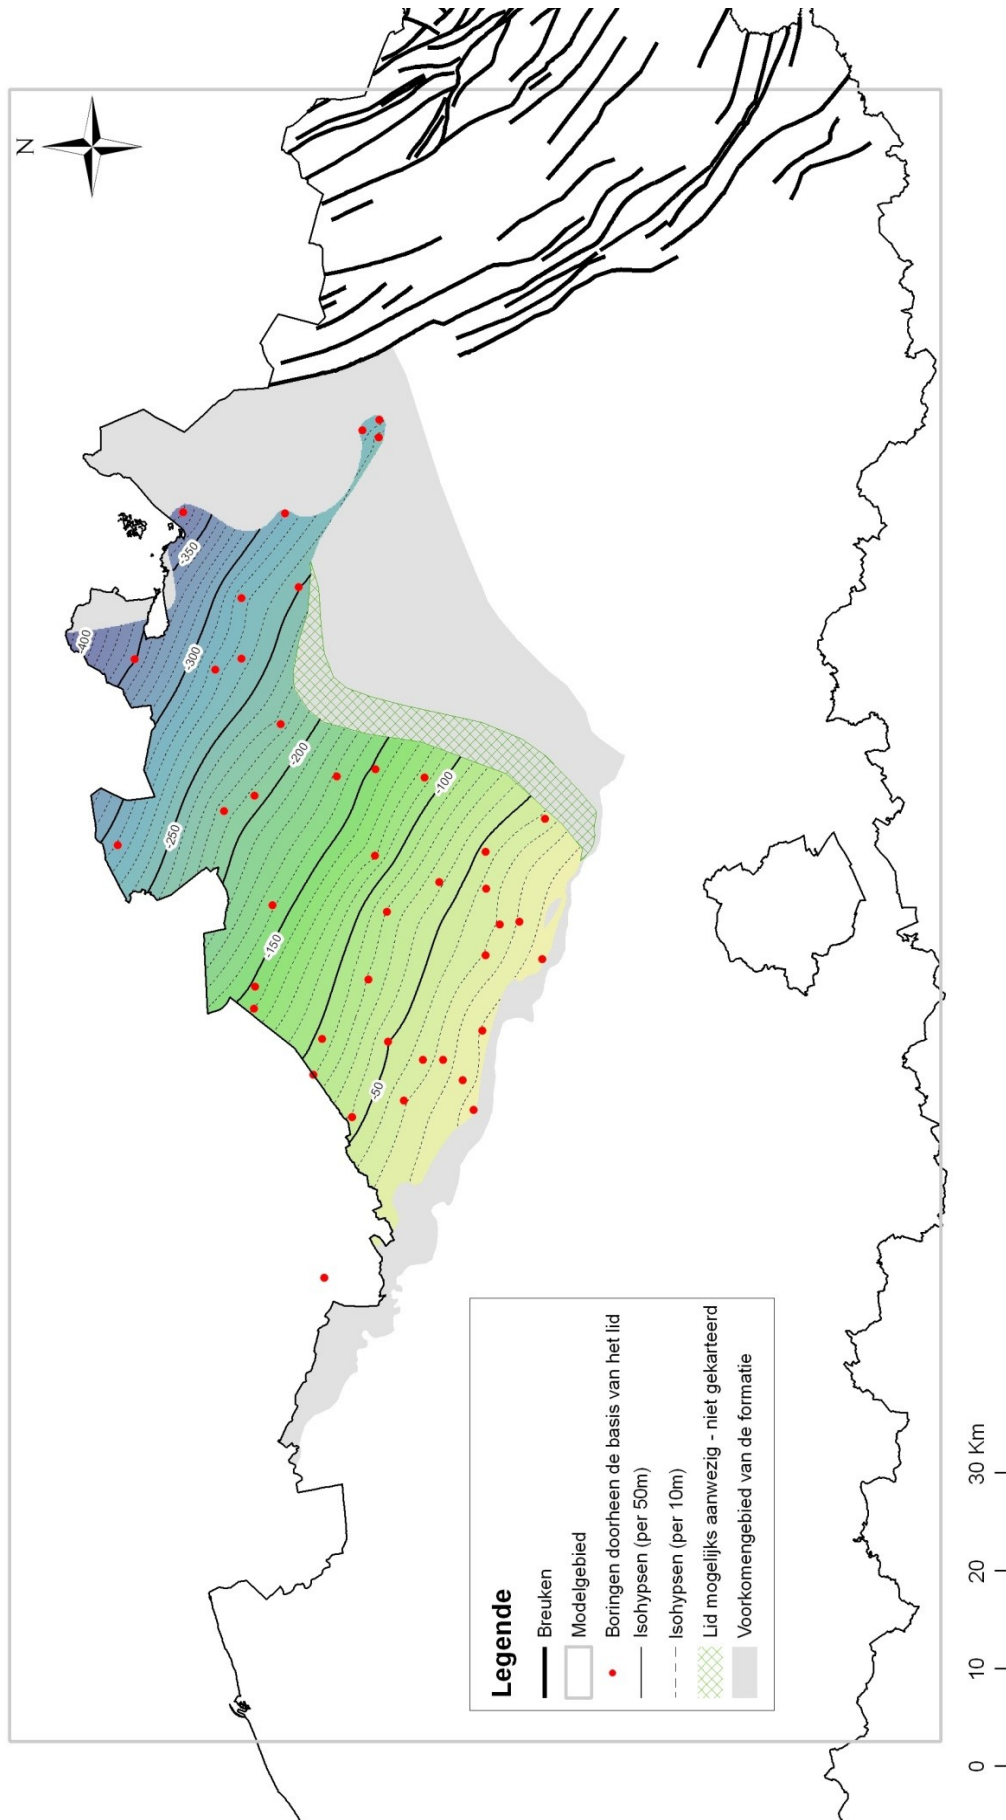 N
-400
-350
-300
-250
-200
-150
-100
-50
Legende
Breuken
Modelgebied
Boringen doorheen de basis van het lid
Isohypsen (per 50m)
Isohypsen (per 10m)
Lid mogelijks aanwezig - niet gekarteerd
Voorkomengebied van de formatie
0 10 20 30 Km